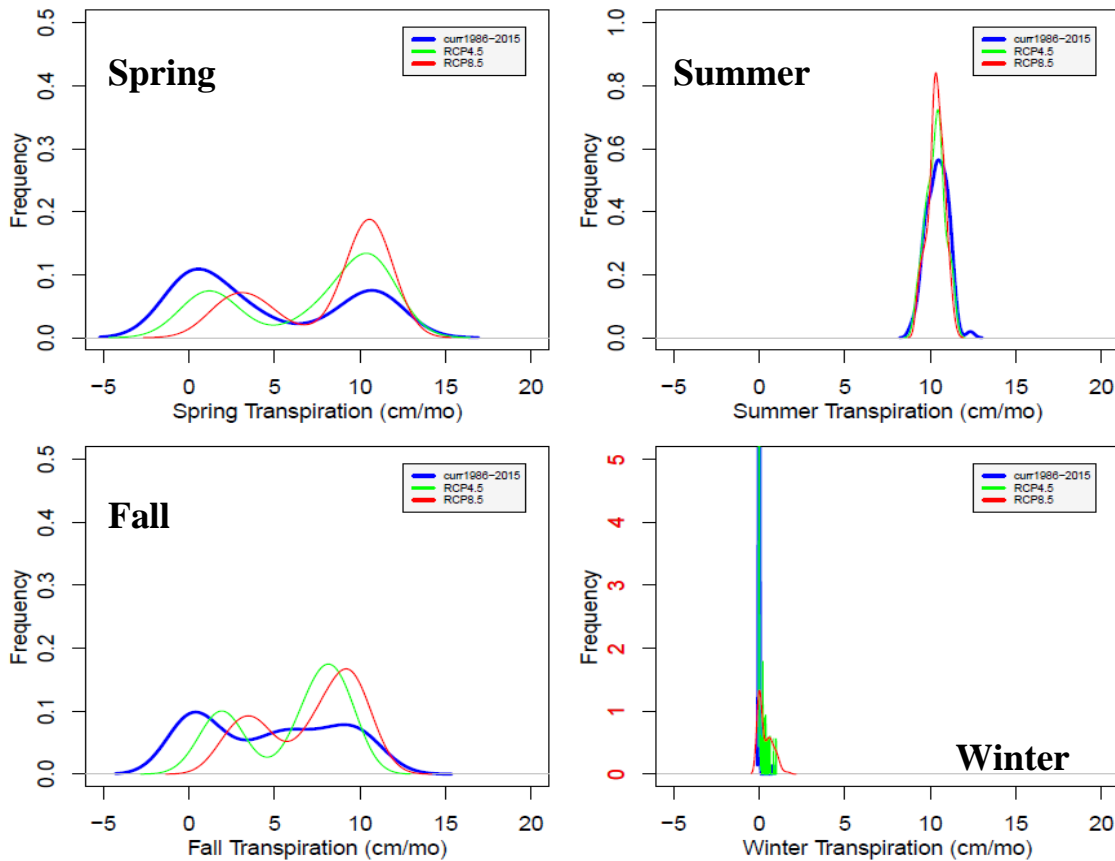 Spring
curr1986−2015
RCP4.5
RCP8.5
Frequency
0.0 0.1 0.2 0.3 0.4 0.5
−5 0 5 10 15 20
Spring Transpiration (cm/mo)
Summer
curr1986−2015
RCP4.5
RCP8.5
Frequency
0.0 0.2 0.4 0.6 0.8 1.0
−5 0 5 10 15 20
Summer Transpiration (cm/mo)
Fall
curr1986−2015
RCP4.5
RCP8.5
Frequency
0.0 0.1 0.2 0.3 0.4 0.5
−5 0 5 10 15 20
Fall Transpiration (cm/mo)
curr1986−2015
RCP4.5
RCP8.5
Frequency
0 1 2 3 4 5
Winter
−5 0 5 10 15 20
Winter Transpiration (cm/mo)